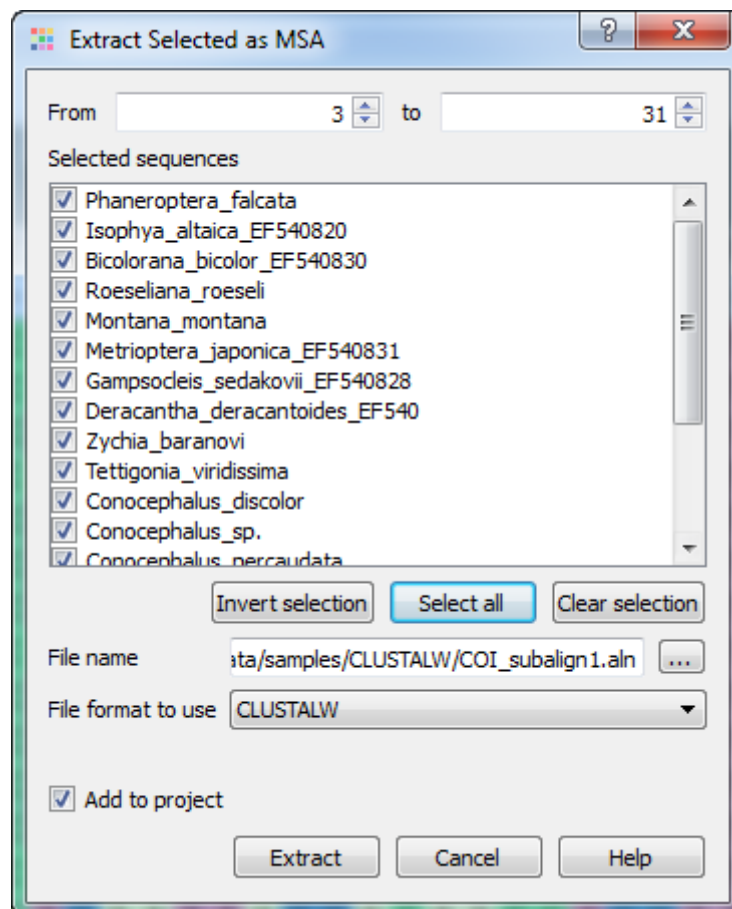 Extract Selected as MSA
From 3 to 31
Selected sequences
Phaneroptera_falcata
Isophya_altaica_EF540820
Bicolorana_bicolor_EF540830
Roeseliana_roeseli
Montana_montana
Metrioptera_japonica_EF540831
Gampsocleis_sedakovii_EF540828
Deracantha_deracantoides_EF540
Zychia_baranovi
Tettigonia_viridissima
Conocephalus_discolor
Conocephalus_sp.
Conocephalus_percaudata
Invert selection Select all Clear selection
File name ata/samples/CLUSTALW/COI_subalign1.aln ...
File format to use CLUSTALW
Add to project
Extract Cancel Help